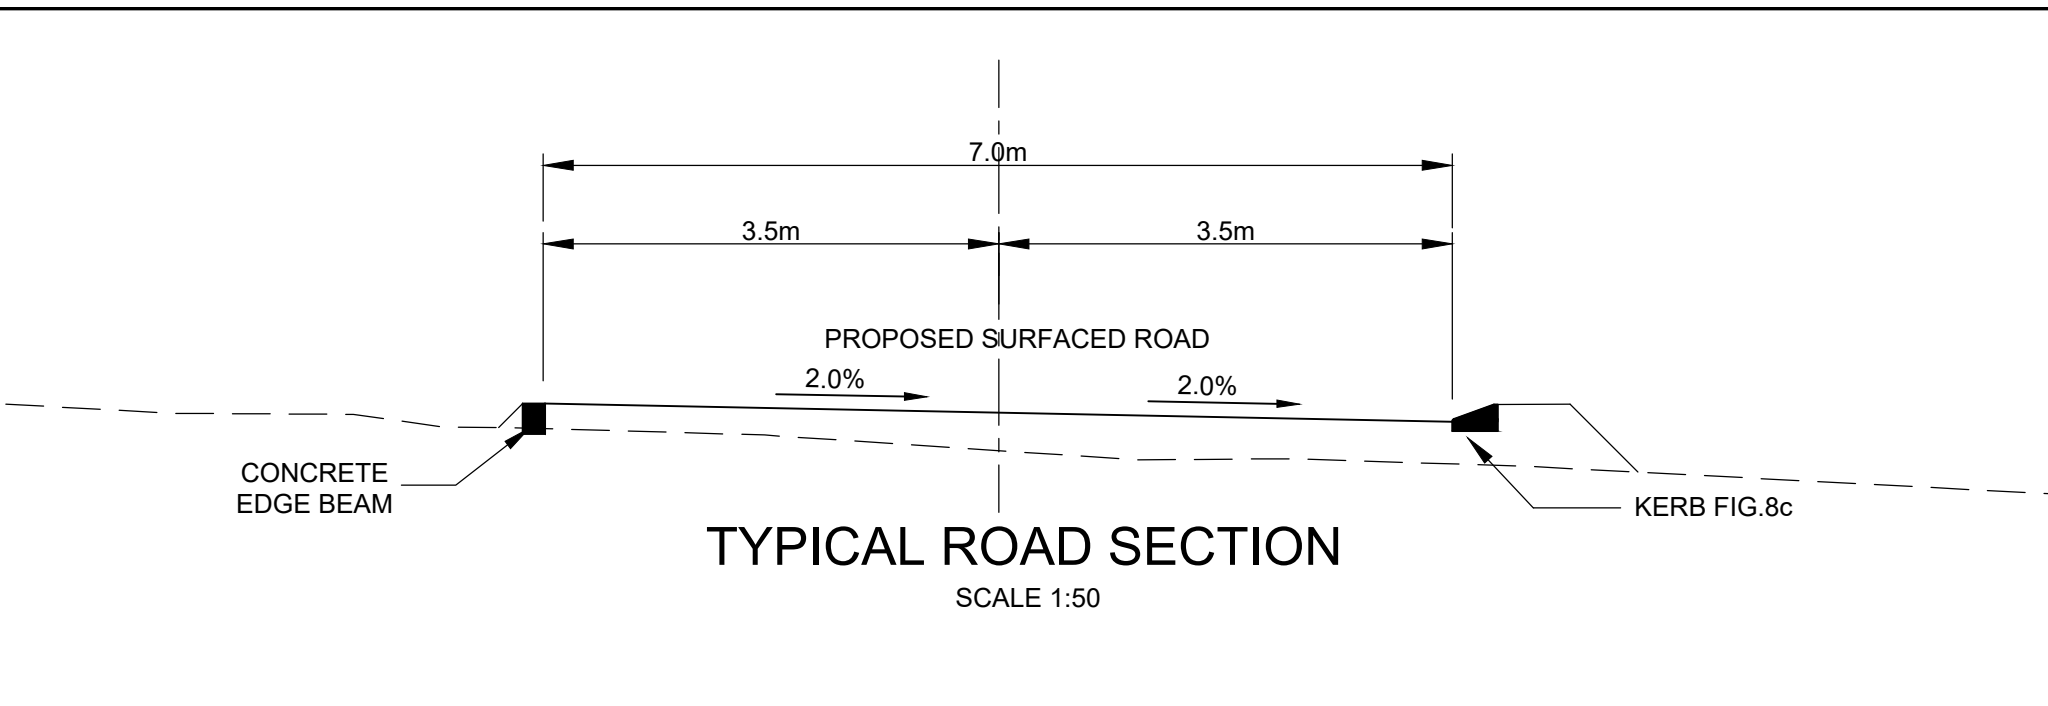 7.0m
3.5m
3.5m
PROPOSED SURFACED ROAD
2.0%
2.0%
CONCRETE
EDGE BEAM
KERB FIG.8c
TYPICAL ROAD SECTION
SCALE 1:50